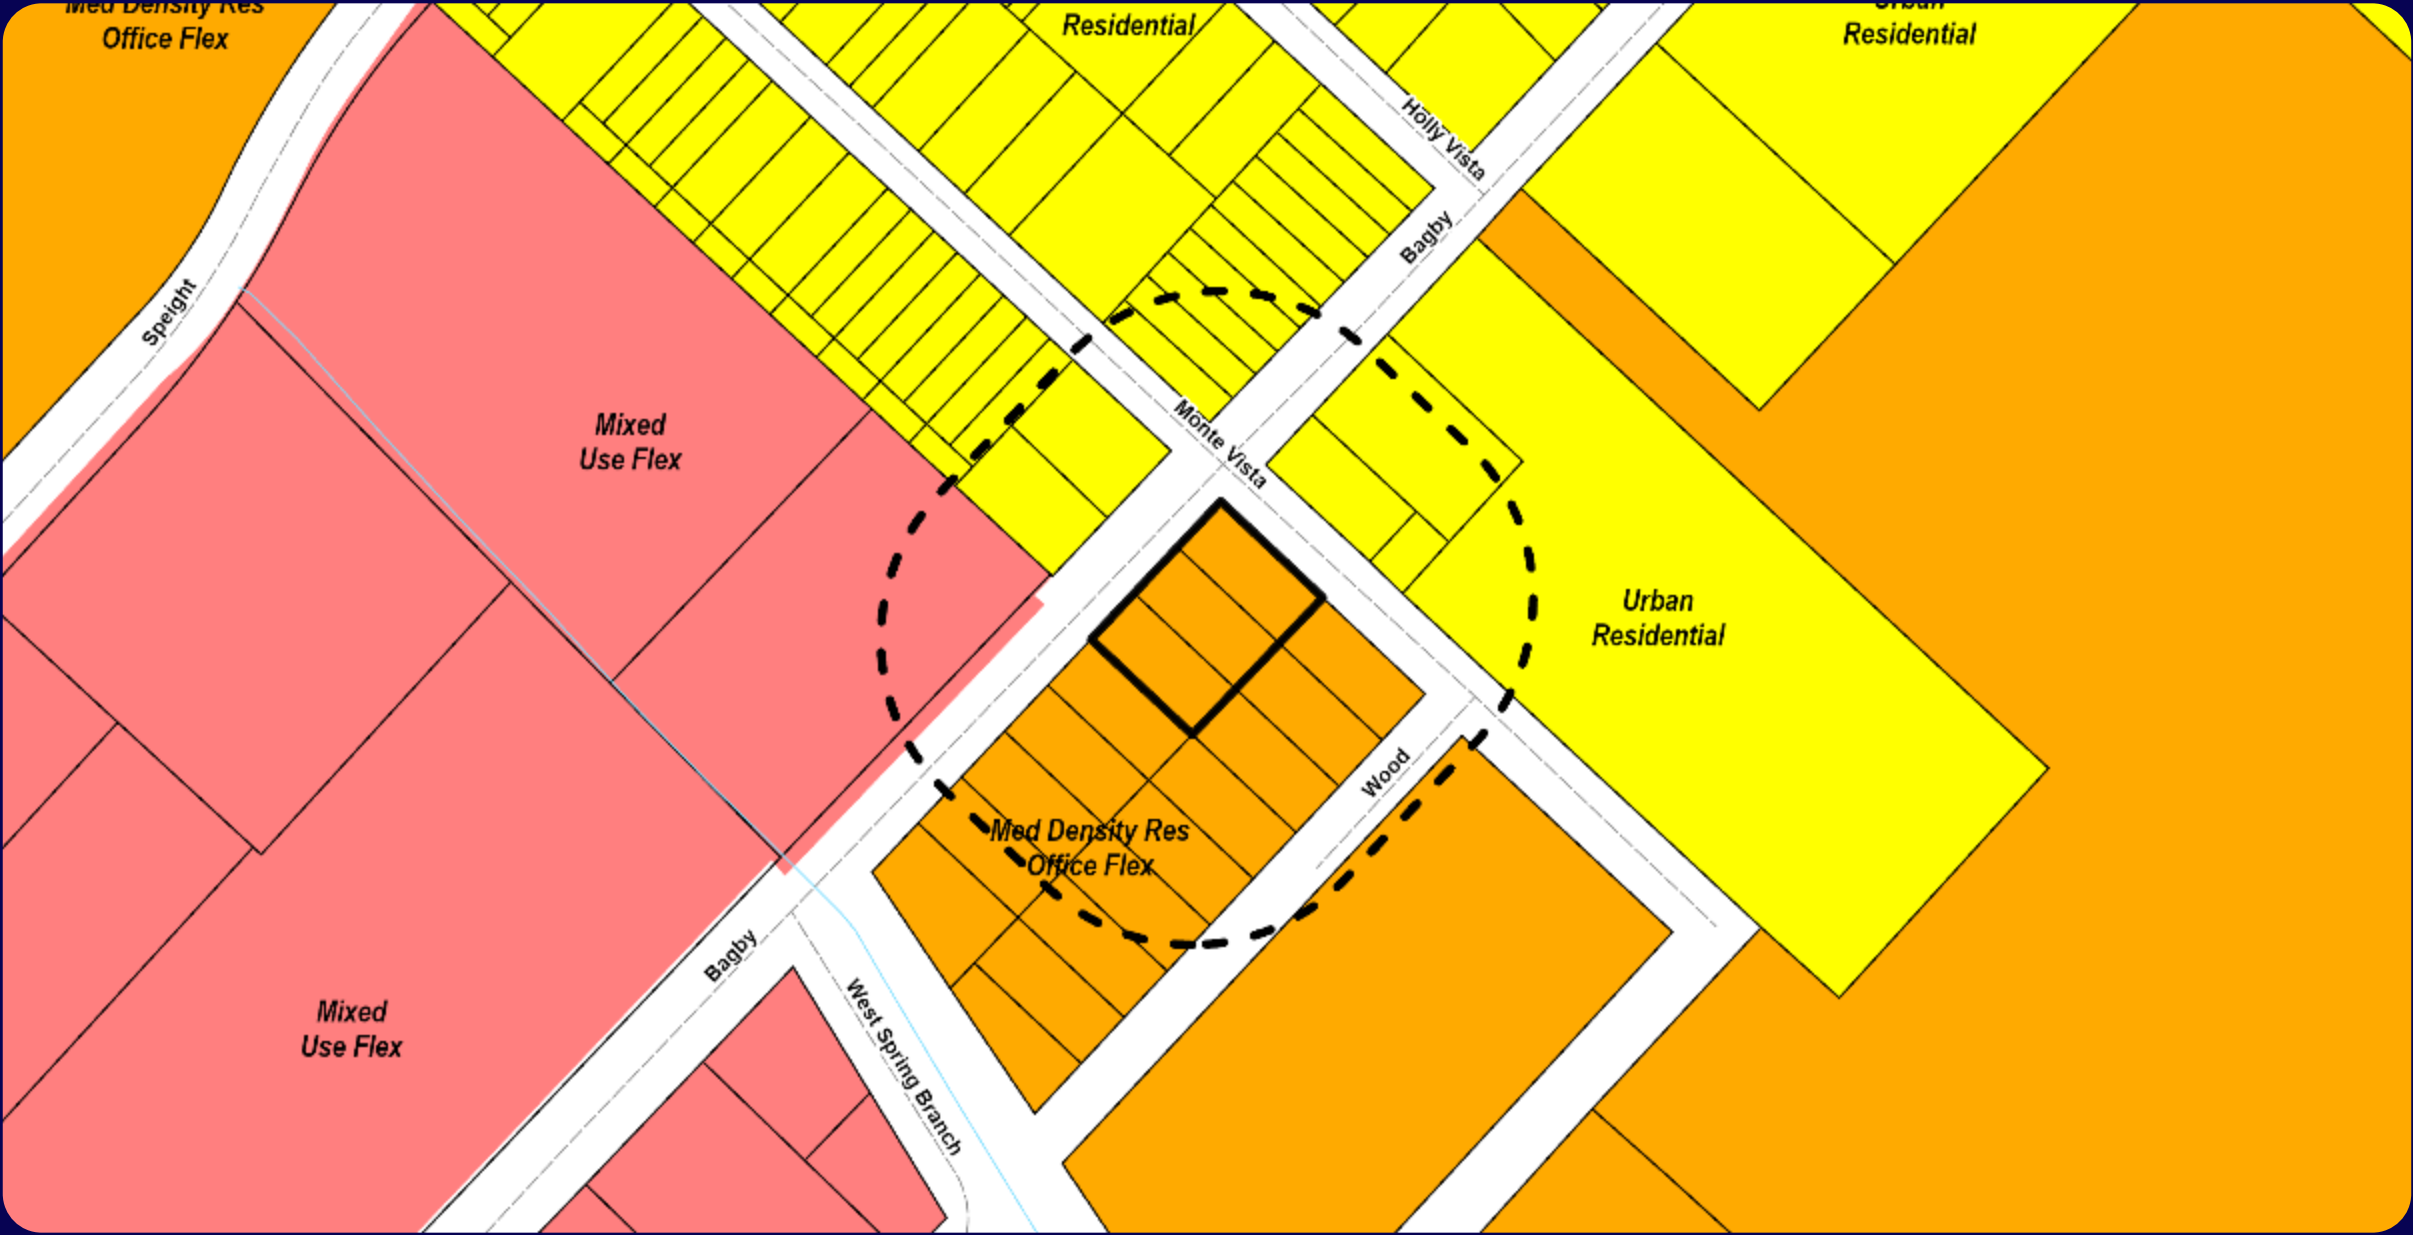 Med Density Res
Office Flex
Residential
Urban
Residential
Holly Vista
Bagby
Speight
Mixed
Use Flex
Monte Vista
Urban
Residential
Wood
Med Density Res
Office Flex
Bagby
West Spring Branch
Mixed
Use Flex